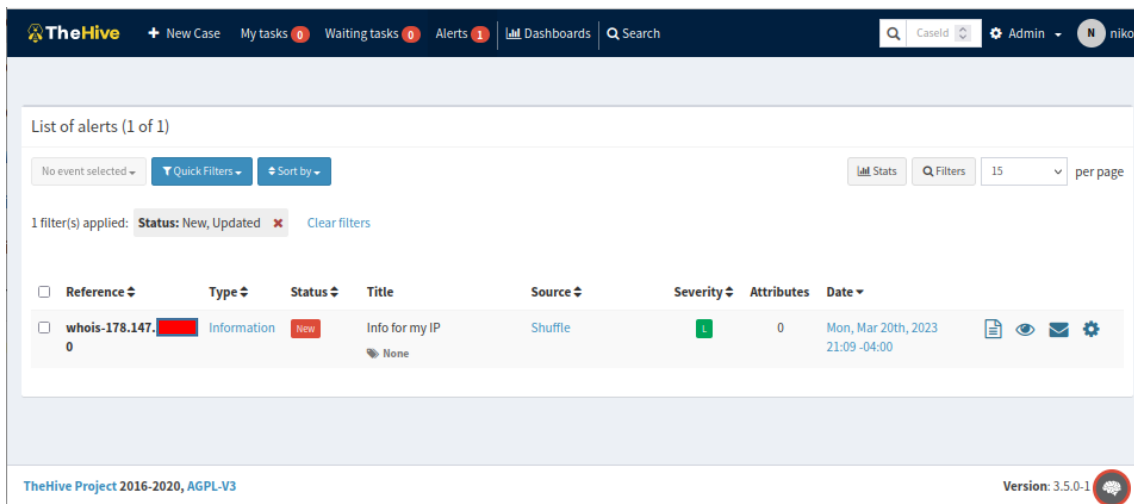 TheHive + New Case My tasks 0 Waiting tasks 0 Alerts 1 Dashboards Search CaseId Admin N niko
List of alerts (1 of 1)
No event selected Quick Filters Sort by Stats Filters 15 per page
1 filter(s) applied: Status: New, Updated Clear filters
Reference Type Status Title Source Severity Attributes Date
whois-178.147. Information New Info for my IP Shuffle L 0 Mon, Mar 20th, 2023
0 None 21:09 -04:00
TheHive Project 2016-2020, AGPL-V3 Version: 3.5.0-1